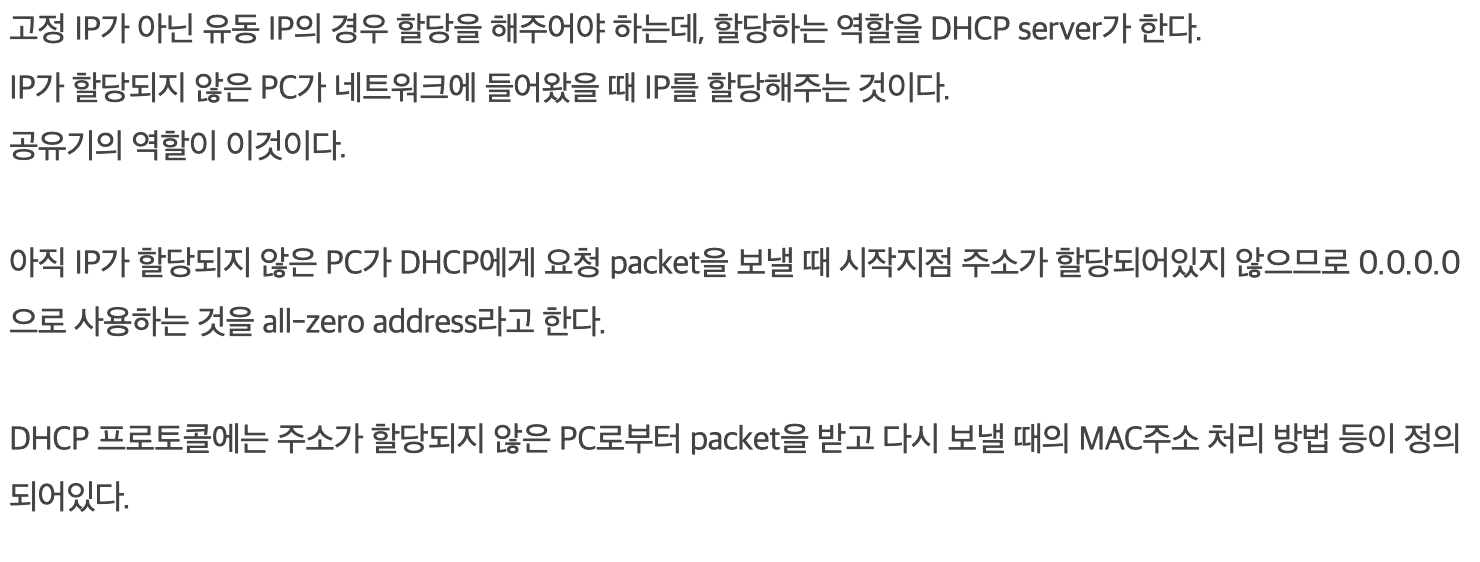 고정 IP가 아닌 유동 IP의 경우 할당을 해주어야 하는데, 할당하는 역할을 DHCP server가 한다.
IP가 할당되지 않은 PC가 네트워크에 들어왔을 때 IP를 할당해주는 것이다.
공유기의 역할이 이것이다.
아직 IP가 할당되지 않은 PC가 DHCP에게 요청 packet을 보낼 때 시작지점 주소가 할당되어있지 않으므로 0.0.0.0
으로 사용하는 것을 all-zero address라고 한다.
DHCP 프로토콜에는 주소가 할당되지 않은 PC로부터 packet을 받고 다시 보낼 때의 MAC주소 처리 방법 등이 정의
되어있다.